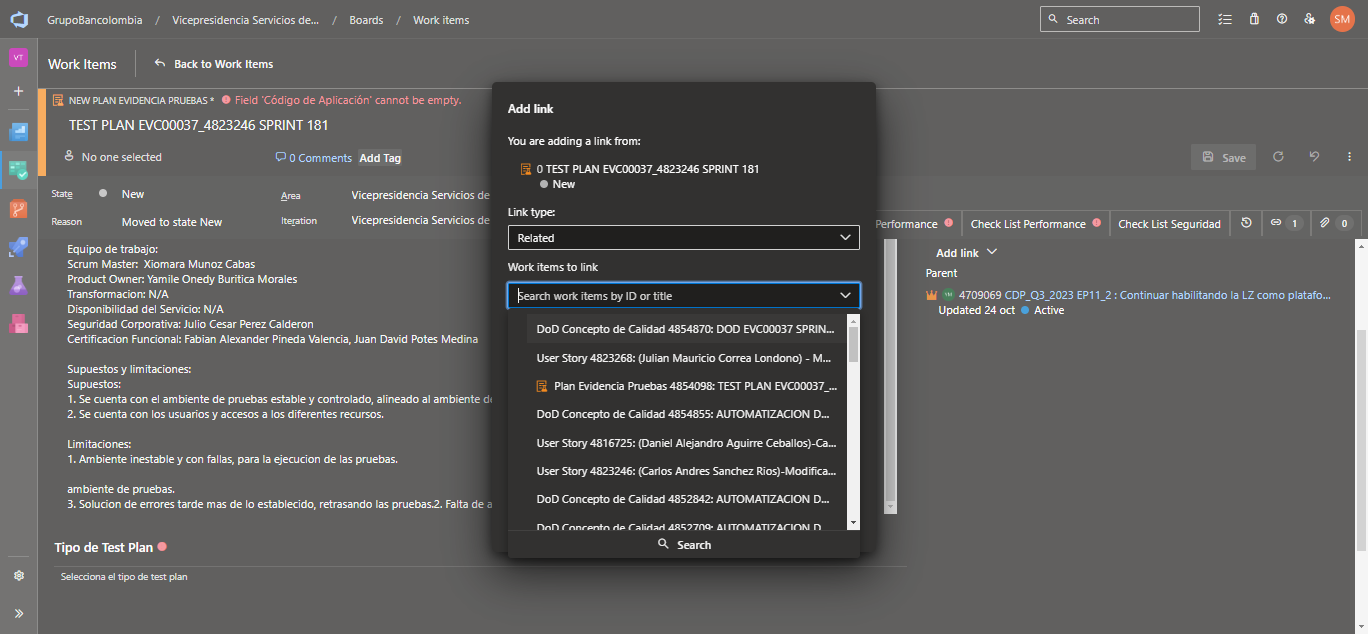 GrupoBancolombia / Vicepresidencia Servicios de... / Boards / Work items
Search
SM
VT
Work Items
Back to Work Items
NEW PLAN EVIDENCIA PRUEBAS * Field 'Código de Aplicación' cannot be empty.
TEST PLAN EVC00037_4823246 SPRINT 181
No one selected
0 Comments
Add Tag
Save
State
New
Area
Vicepresidencia Servicios de
Reason
Moved to state New
Iteration
Vicepresidencia Servicios de
Performance
Check List Performance
Check List Seguridad
1
0
Equipo de trabajo:
Scrum Master: Xiomara Munoz Cabas
Product Owner: Yamile Onedy Buritica Morales
Transformacion: N/A
Disponibilidad del Servicio: N/A
Seguridad Corporativa: Julio Cesar Perez Calderon
Certificacion Funcional: Fabian Alexander Pineda Valencia, Juan David Potes Medina
Supuestos y limitaciones:
Supuestos:
1. Se cuenta con el ambiente de pruebas estable y controlado, alineado al ambiente de
2. Se cuenta con los usuarios y accesos a los diferentes recursos.
Limitaciones:
1. Ambiente inestable y con fallas, para la ejecucion de las pruebas.
ambiente de pruebas.
3. Solucion de errores tarde mas de lo establecido, retrasando las pruebas.2. Falta de a
Tipo de Test Plan
Selecciona el tipo de test plan
Add link
You are adding a link from:
0 TEST PLAN EVC00037_4823246 SPRINT 181
New
Link type:
Related
Work items to link
Search work items by ID or title
DoD Concepto de Calidad 4854870: DOD EVC00037 SPRIN...
User Story 4823268: (Julian Mauricio Correa Londono) - M...
Plan Evidencia Pruebas 4854098: TEST PLAN EVC00037_...
DoD Concepto de Calidad 4854855: AUTOMATIZACION D...
User Story 4816725: (Daniel Alejandro Aguirre Ceballos)-Ca...
User Story 4823246: (Carlos Andres Sanchez Rios)-Modifica...
DoD Concepto de Calidad 4852842: AUTOMATIZACION D...
DoD Concepto de Calidad 4852709: AUTOMATIZACION D
Search
Add link
Parent
4709069 CDP_Q3_2023 EP11_2 : Continuar habilitando la LZ como platafo...
Updated 24 oct Active